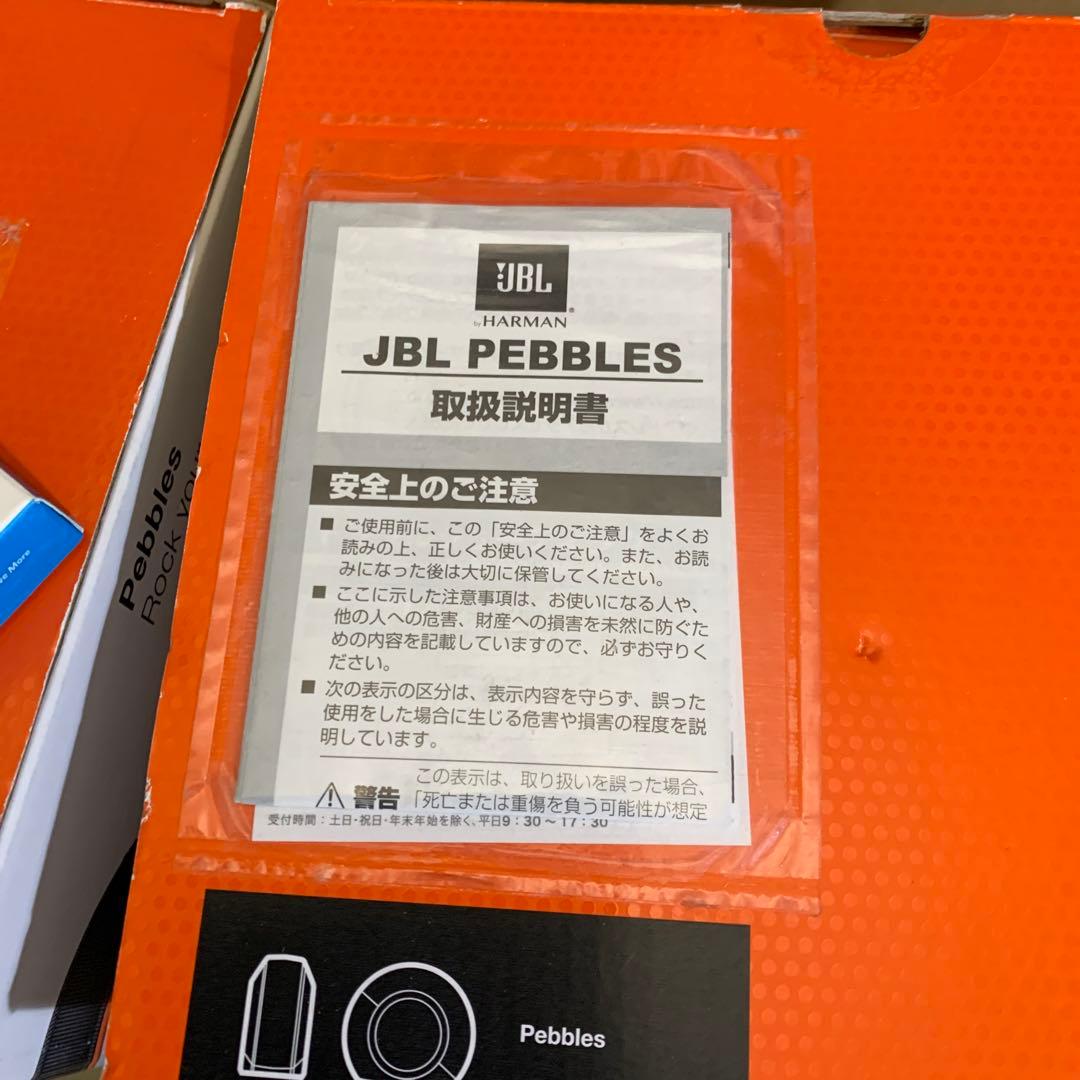 JBL
by HARMAN
JBL PEBBLES
取扱説明書
安全上のご注意
■ ご使用前に、この「安全上のご注意」をよくお
読みの上、正しくお使いください。また、お読
みになった後は大切に保管してください。
■ ここに示した注意事項は、お使いになる人や、
他の人への危害、財産への損害を未然に防ぐた
めの内容を記載していますので、必ずお守りく
ださい。
■ 次の表示の区分は、表示内容を守らず、誤った
使用をした場合に生じる危害や損害の程度を説
明しています。
この表示は、取り扱いを誤った場合、
警告 「死亡または重傷を負う可能性が想定
受付時間：土日・祝日・年末年始を除く、平日9：30～17：30
Pebbles
Pebbles
Rock
More